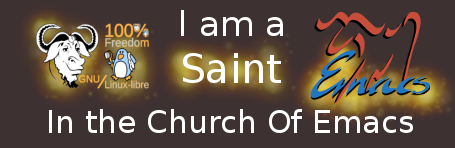 100%
Freedom
GNU/Linux-libre
I am a
Saint
Emacs
In the Church Of Emacs